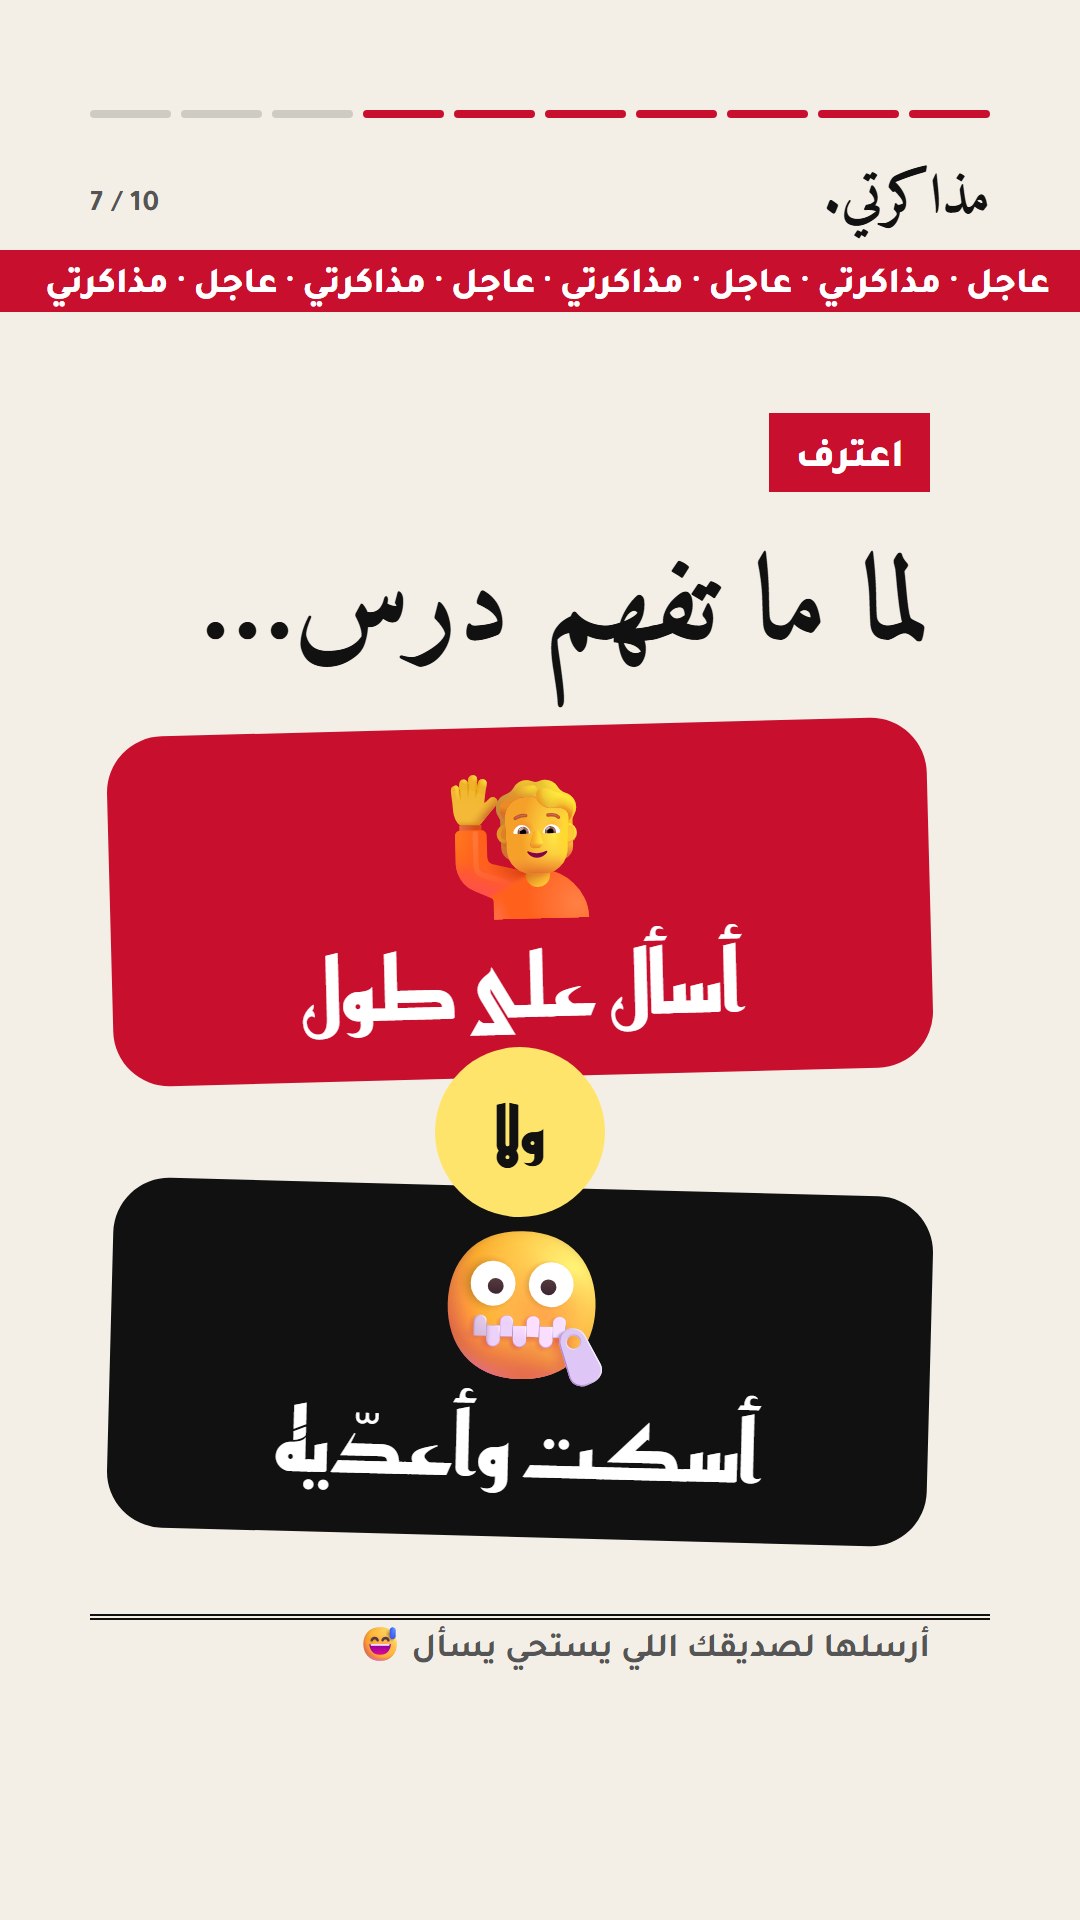 مذاكرتي.
7 / 10
عاجل · مذاكرتي · عاجل · مذاكرتي · عاجل · مذاكرتي · عاجل · مذاكرتي
اعترف
لما ما تفهم درس...
أسأل على طول
ولا
أسكت وأعدّيه
أرسلها لصديقك اللي يستحي يسأل 😅